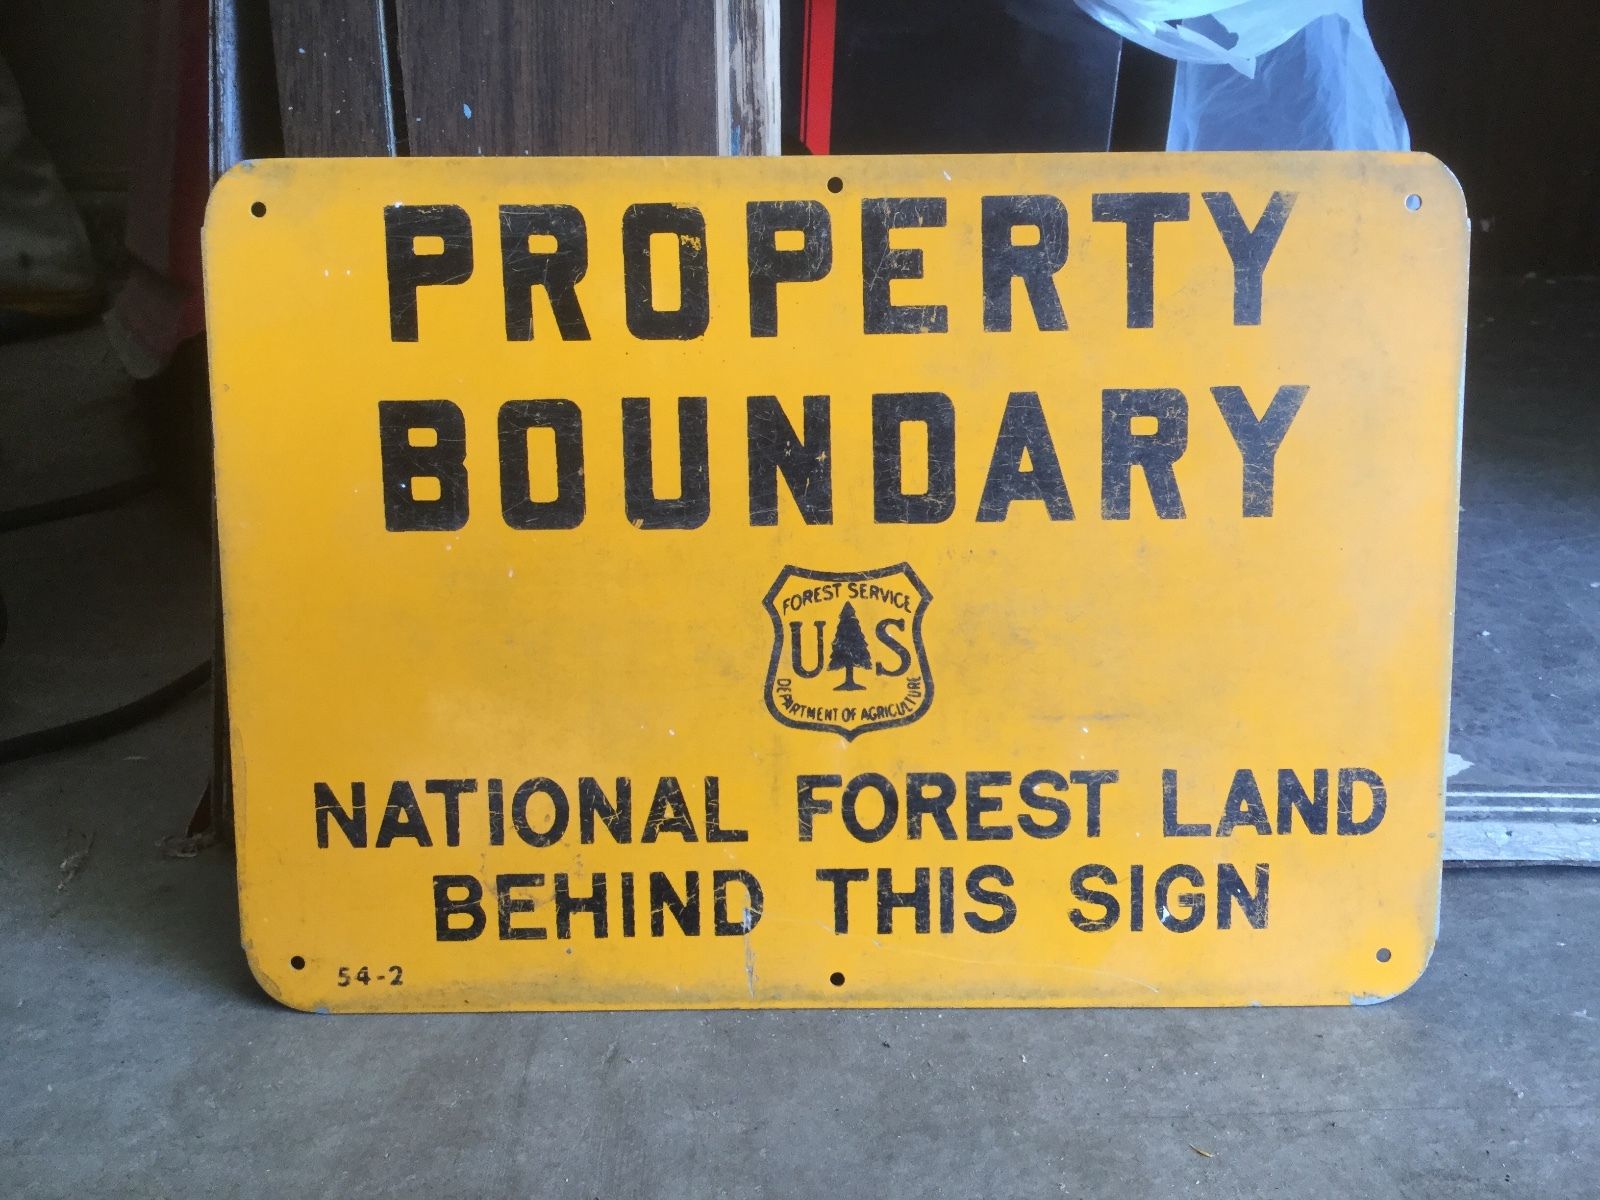 PROPERTY
BOUNDARY
FOREST SERVICE
U S
DEPARTMENT OF AGRICULTURE
NATIONAL FOREST LAND
BEHIND THIS SIGN
54-2